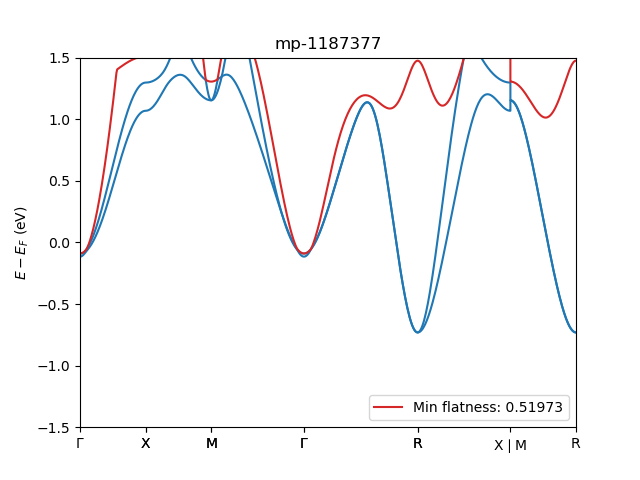 mp-1187377
1.5
1.0
0.5
0.0
−0.5
−1.0
−1.5
E − E_F (eV)
Min flatness: 0.51973
Γ X M Γ R X | M R